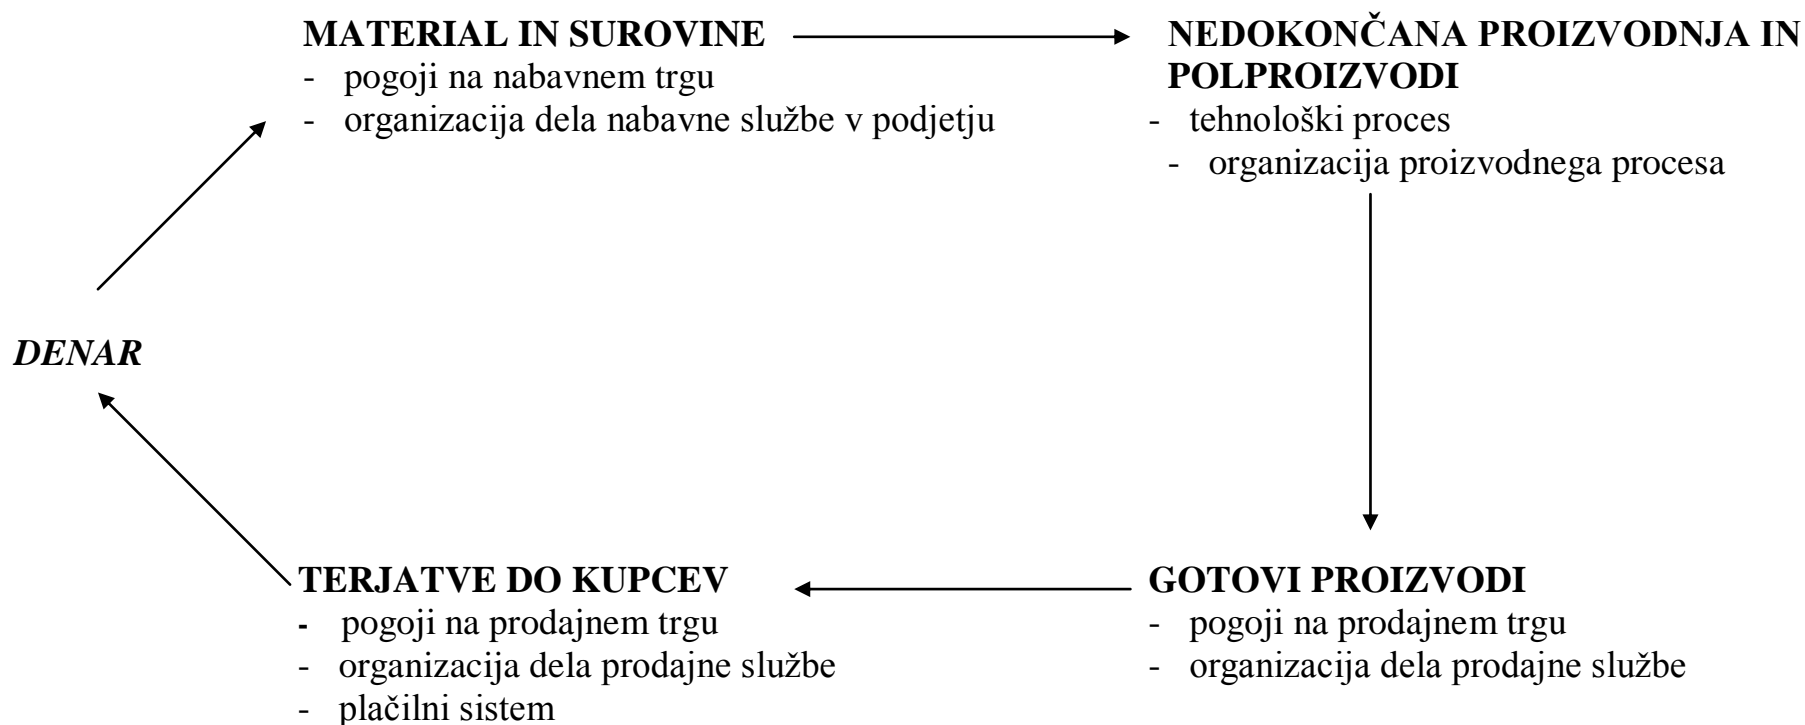 MATERIAL IN SUROVINE
- pogoji na nabavnem trgu
- organizacija dela nabavne službe v podjetju
NEDOKONČANA PROIZVODNJA IN
POLPROIZVODI
- tehnološki proces
- organizacija proizvodnega procesa
DENAR
TERJATVE DO KUPCEV
- pogoji na prodajnem trgu
- organizacija dela prodajne službe
- plačilni sistem
GOTOVI PROIZVODI
- pogoji na prodajnem trgu
- organizacija dela prodajne službe